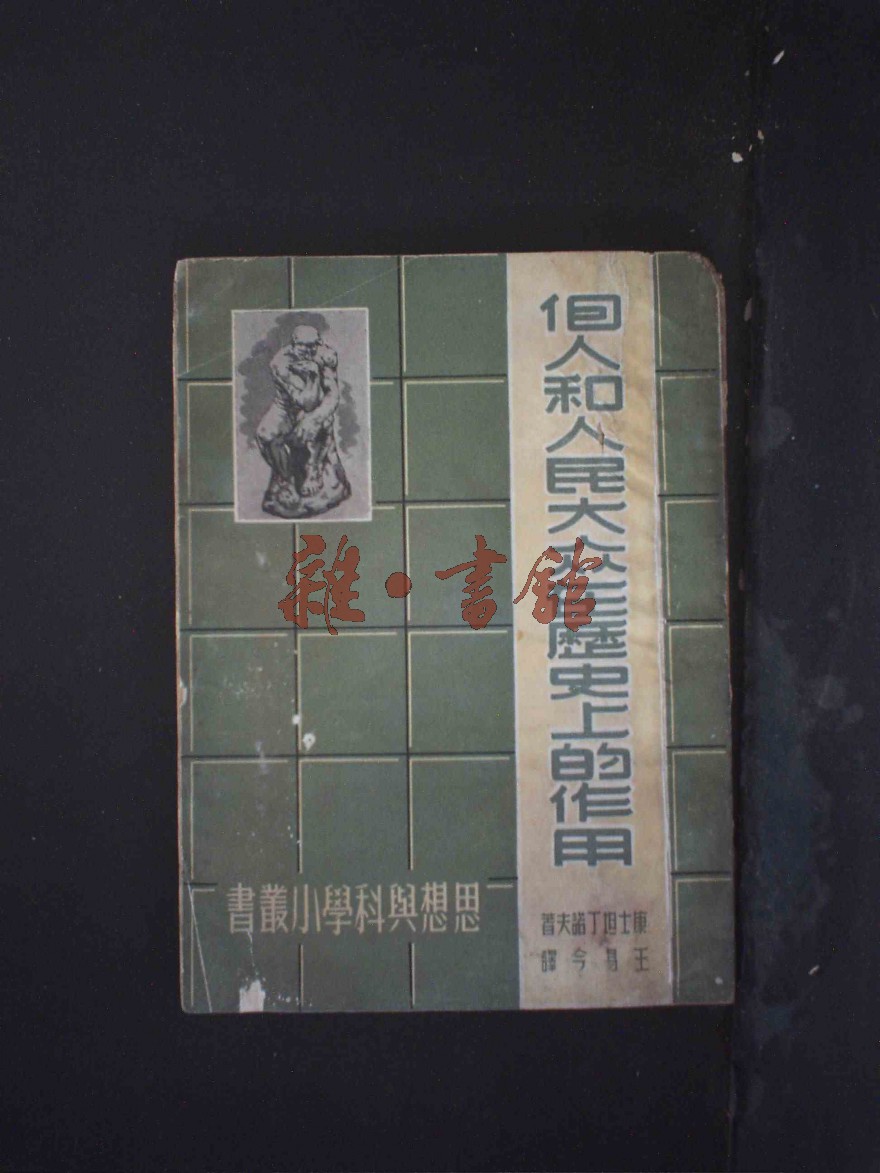 個人和人民大众在歷史上的作用
康士坦丁諾夫著
王易今譯
思想與科學小叢書
雜·書館